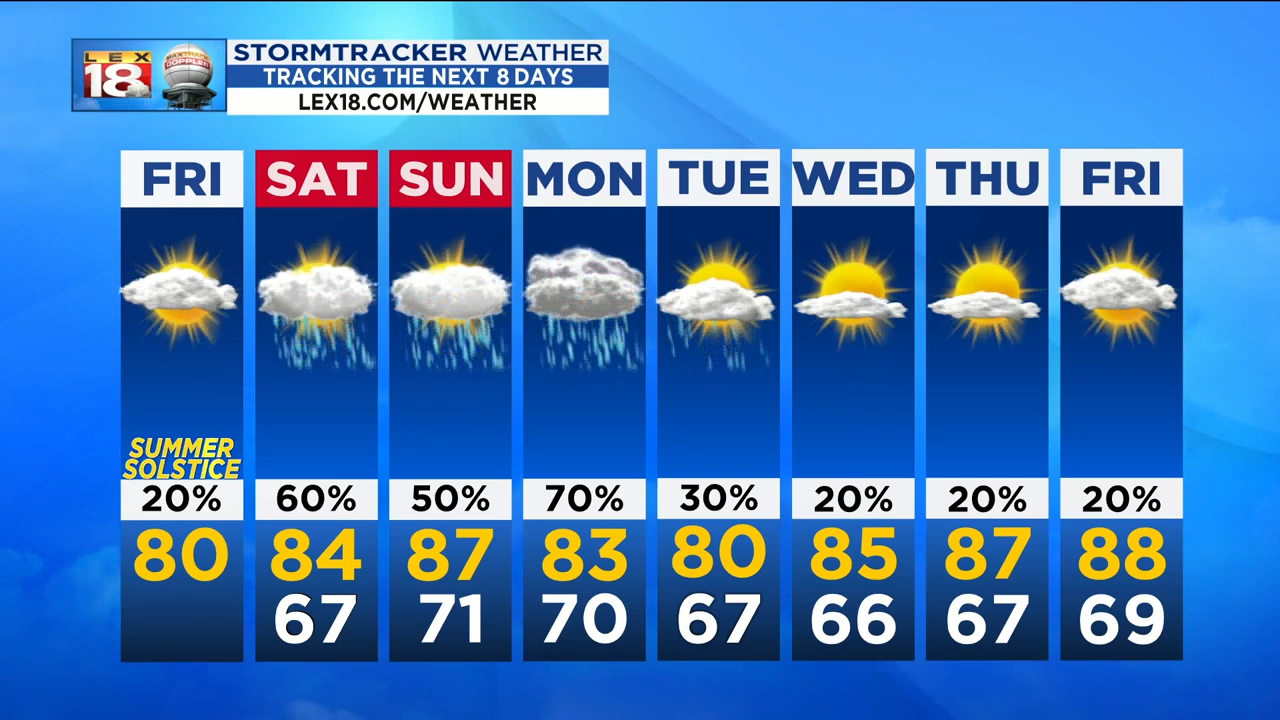 LEX
18
MAXTRACK
DOPPLER
STORMTRACKER WEATHER
TRACKING THE NEXT 8 DAYS
LEX18.COM/WEATHER
FRI SAT SUN MON TUE WED THU FRI
SUMMER
SOLSTICE
20% 60% 50% 70% 30% 20% 20% 20%
80 84 87 83 80 85 87 88
67 71 70 67 66 67 69